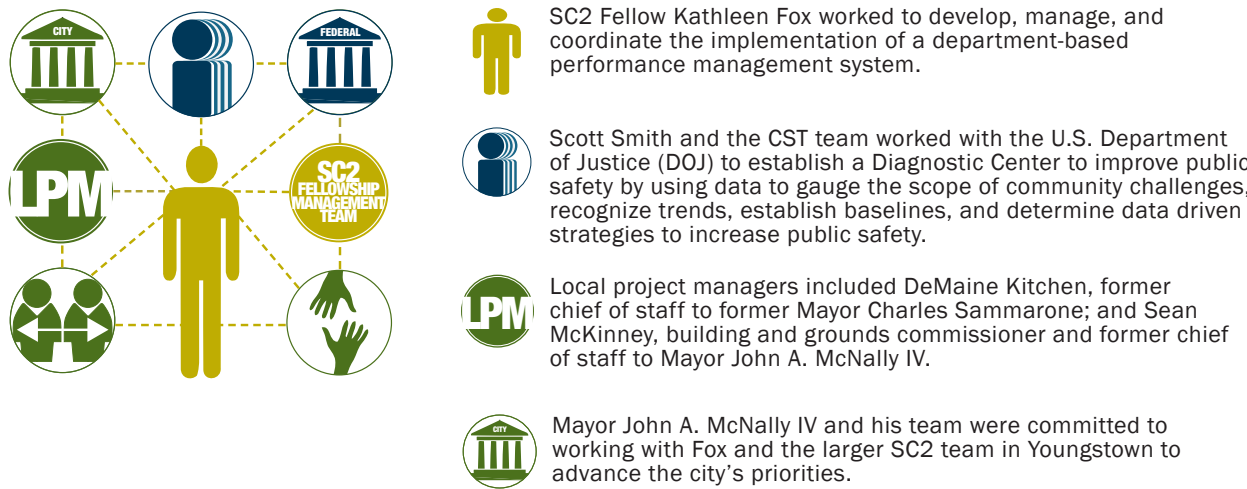 CITY
FEDERAL
LPM
SC2
FELLOWSHIP
MANAGEMENT
TEAM
SC2 Fellow Kathleen Fox worked to develop, manage, and
coordinate the implementation of a department-based
performance management system.
Scott Smith and the CST team worked with the U.S. Department
of Justice (DOJ) to establish a Diagnostic Center to improve public
safety by using data to gauge the scope of community challenges,
recognize trends, establish baselines, and determine data driven
strategies to increase public safety.
LPM
Local project managers included DeMaine Kitchen, former
chief of staff to former Mayor Charles Sammarone; and Sean
McKinney, building and grounds commissioner and former chief
of staff to Mayor John A. McNally IV.
CITY
Mayor John A. McNally IV and his team were committed to
working with Fox and the larger SC2 team in Youngstown to
advance the city’s priorities.